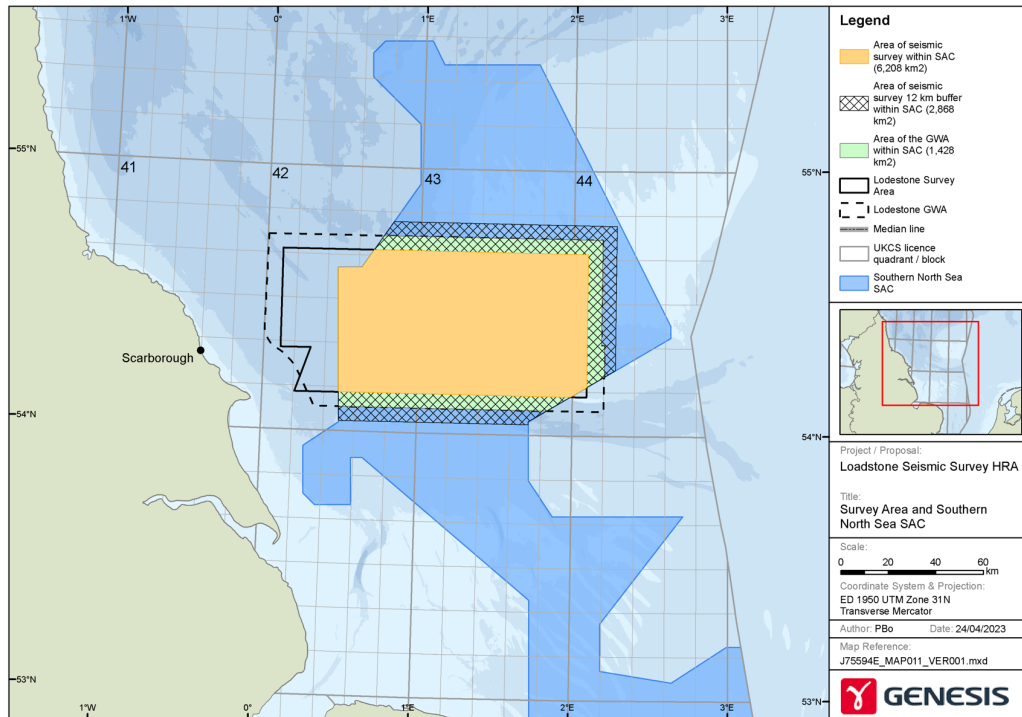 0°
1°W
1°E
2°E
3°E
55°N
55°N
41
42
43
44
Scarborough
54°N
54°N
53°N
53°N
1°W
0°
1°E
2°E
3°E
Legend
Area of seismic
survey within SAC
(6,208 km2)
Area of seismic
survey 12 km buffer
within SAC (2,868
km2)
Area of the GWA
within SAC (1,428
km2)
Lodestone Survey
Area
Lodestone GWA
Median line
UKCS licence
quadrant / block
Southern North Sea
SAC
Project / Proposal:
Loadstone Seismic Survey HRA
Title:
Survey Area and Southern
North Sea SAC
Scale:
0 20 40 60
km
Coordinate System & Projection:
ED 1950 UTM Zone 31N
Transverse Mercator
Author: PBo Date: 24/04/2023
Map Reference:
J75594E_MAP011_VER001.mxd
GENESIS